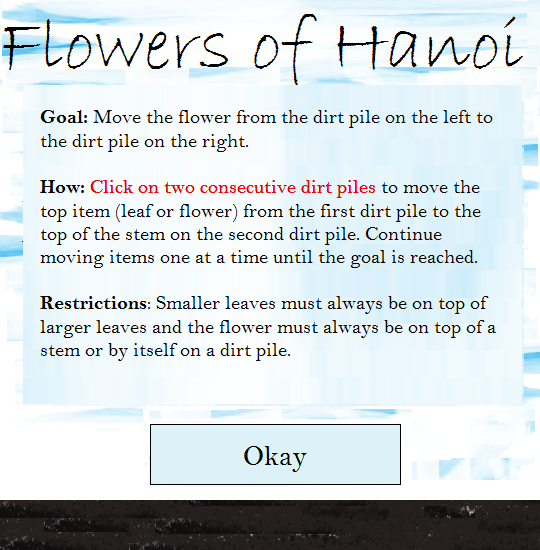 Flowers of Hanoi
Goal: Move the flower from the dirt pile on the left to
the dirt pile on the right.
How: Click on two consecutive dirt piles to move the
top item (leaf or flower) from the first dirt pile to the
top of the stem on the second dirt pile. Continue
moving items one at a time until the goal is reached.
Restrictions: Smaller leaves must always be on top of
larger leaves and the flower must always be on top of a
stem or by itself on a dirt pile.
Okay